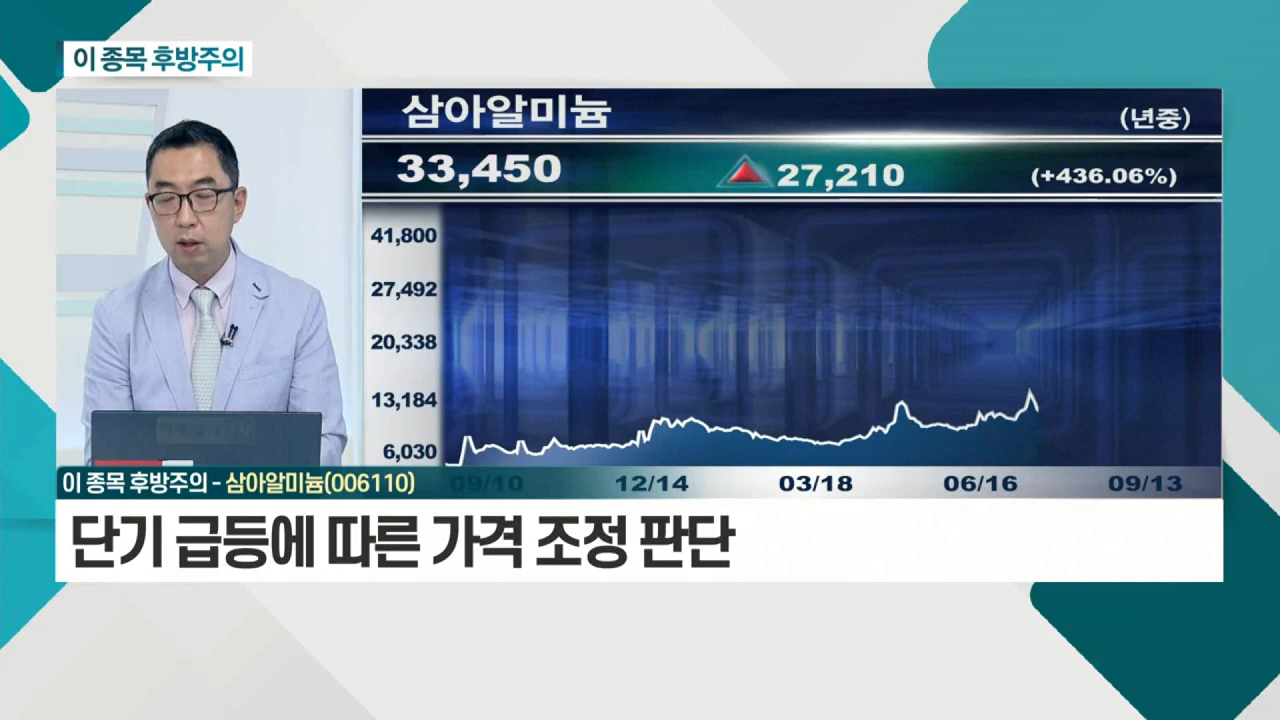 이 종목 후방주의
삼아알미늄
(년중)
33,450
▲ 27,210
(+436.06%)
41,800
27,492
20,338
13,184
6,030
09/10 12/14 03/18 06/16 09/13
이 종목 후방주의 - 삼아알미늄(006110)
단기 급등에 따른 가격 조정 판단